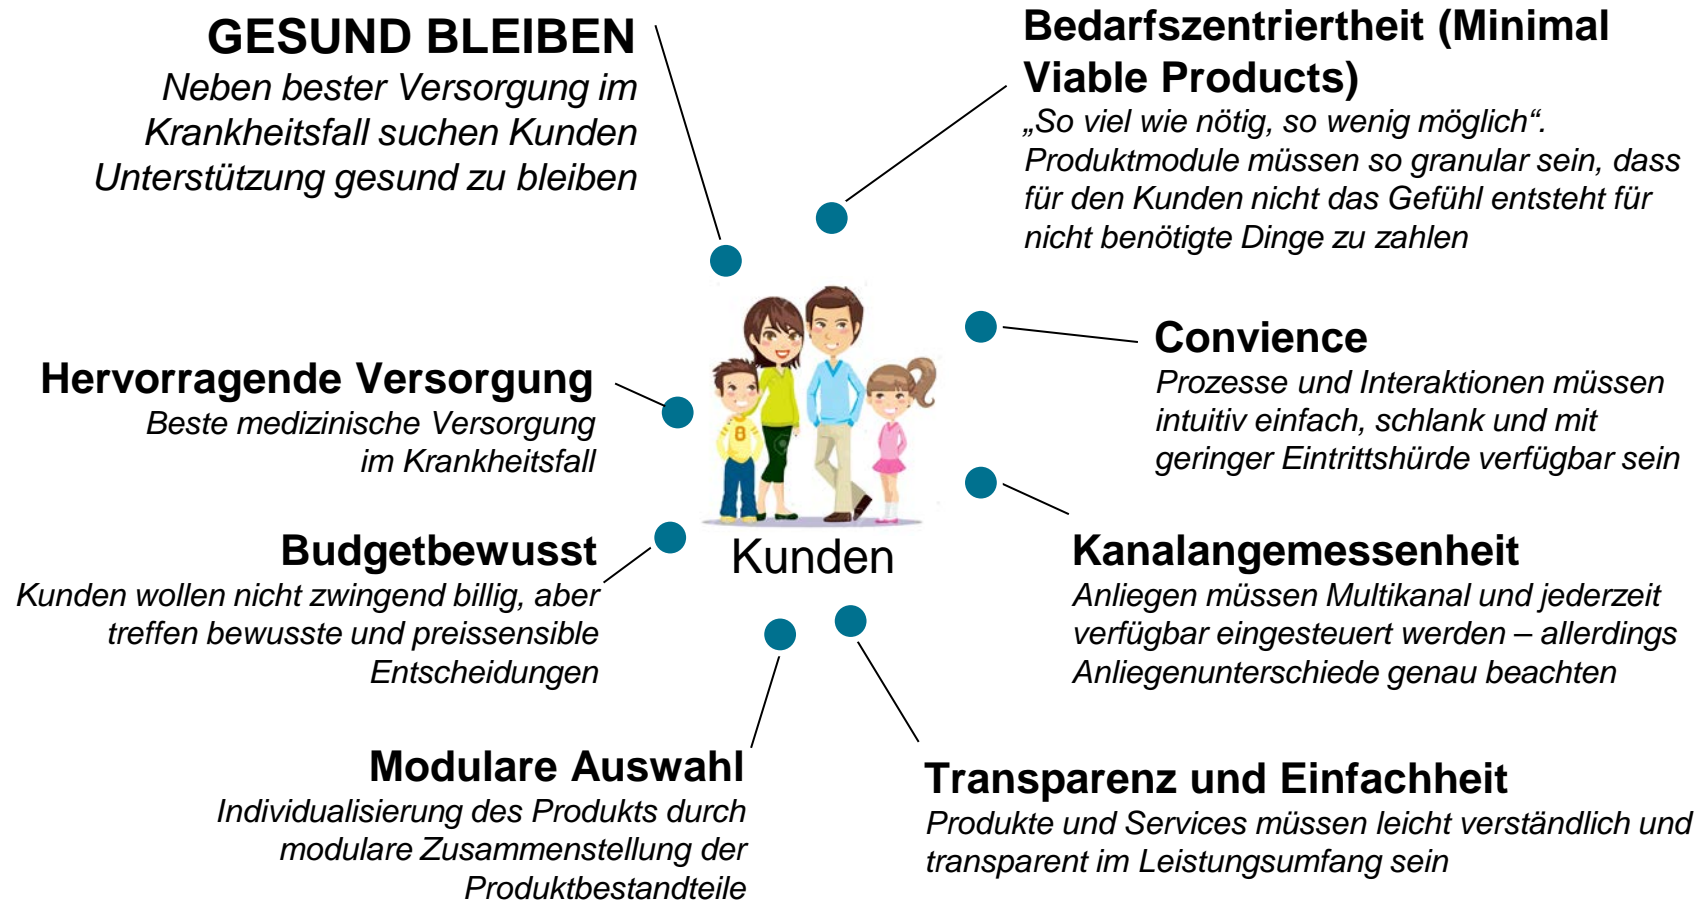 GESUND BLEIBEN
Neben bester Versorgung im
Krankheitsfall suchen Kunden
Unterstützung gesund zu bleiben
Bedarfszentriertheit (Minimal
Viable Products)
„So viel wie nötig, so wenig möglich“.
Produktmodule müssen so granular sein, dass
für den Kunden nicht das Gefühl entsteht für
nicht benötigte Dinge zu zahlen
Hervorragende Versorgung
Beste medizinische Versorgung
im Krankheitsfall
8
Convience
Prozesse und Interaktionen müssen
intuitiv einfach, schlank und mit
geringer Eintrittshürde verfügbar sein
Budgetbewusst
Kunden wollen nicht zwingend billig, aber
treffen bewusste und preissensible
Entscheidungen
Kunden
Kanalangemessenheit
Anliegen müssen Multikanal und jederzeit
verfügbar eingesteuert werden – allerdings
Anliegenunterschiede genau beachten
Modulare Auswahl
Individualisierung des Produkts durch
modulare Zusammenstellung der
Produktbestandteile
Transparenz und Einfachheit
Produkte und Services müssen leicht verständlich und
transparent im Leistungsumfang sein